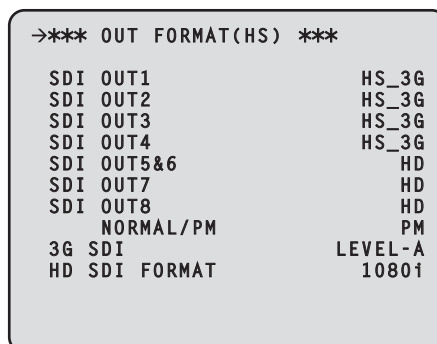 →*** OUT FORMAT(HS) ***
SDI OUT1 HS_3G
SDI OUT2 HS_3G
SDI OUT3 HS_3G
SDI OUT4 HS_3G
SDI OUT5&6 HD
SDI OUT7 HD
SDI OUT8 HD
NORMAL/PM PM
3G SDI LEVEL-A
HD SDI FORMAT 1080i